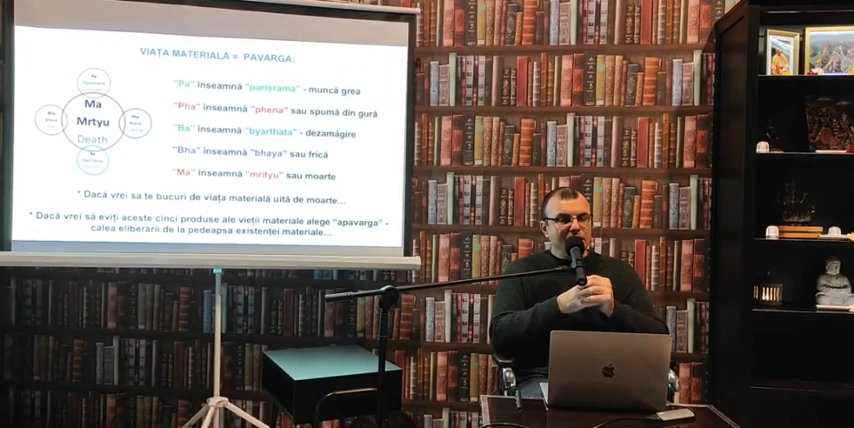 VIAȚA MATERIALĂ = PAVARGA:
Ma
Mrtyu
Death
"Pa" înseamnă "parișrama" - muncă grea
"Pha" înseamnă "phena" sau spumă din gură
"Ba" înseamnă "byarthata" - dezamăgire
"Bha" înseamnă "bhaya" sau frică
"Ma" înseamnă "mrityu" sau moarte
* Dacă vrei sa te bucuri de viața materială uită de moarte...
* Dacă vrei să eviți aceste cinci produse ale vieții materiale alege "apavarga" -
calea eliberării de la pedeapsa existenței materiale...